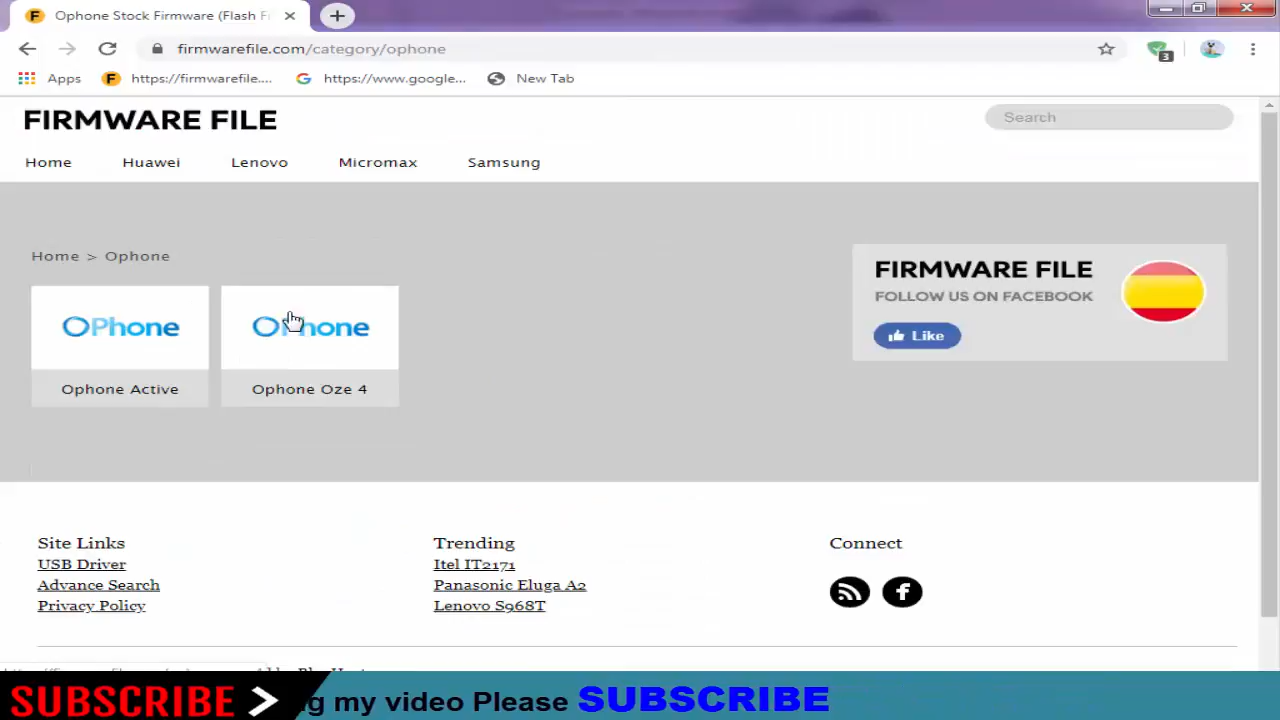 Ophone Stock Firmware (Flash F
firmwarefile.com/category/ophone
3
Apps
https://firmwarefile....
https://www.google...
New Tab
FIRMWARE FILE
Search
Home
Huawei
Lenovo
Micromax
Samsung
Home > Ophone
OPhone
OPhone
Ophone Active
Ophone Oze 4
FIRMWARE FILE
FOLLOW US ON FACEBOOK
Like
Site Links
USB Driver
Advance Search
Privacy Policy
Trending
Itel IT2171
Panasonic Eluga A2
Lenovo S968T
Connect
SUBSCRIBE
g my video Please SUBSCRIBE